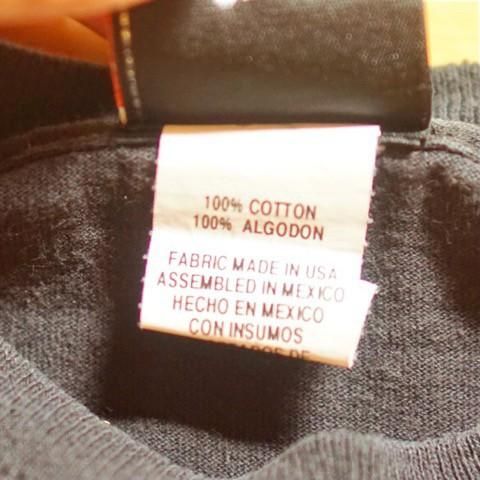 100% COTTON
100% ALGODON
FABRIC MADE IN USA
ASSEMBLED IN MEXICO
HECHO EN MEXICO
CON INSUMOS